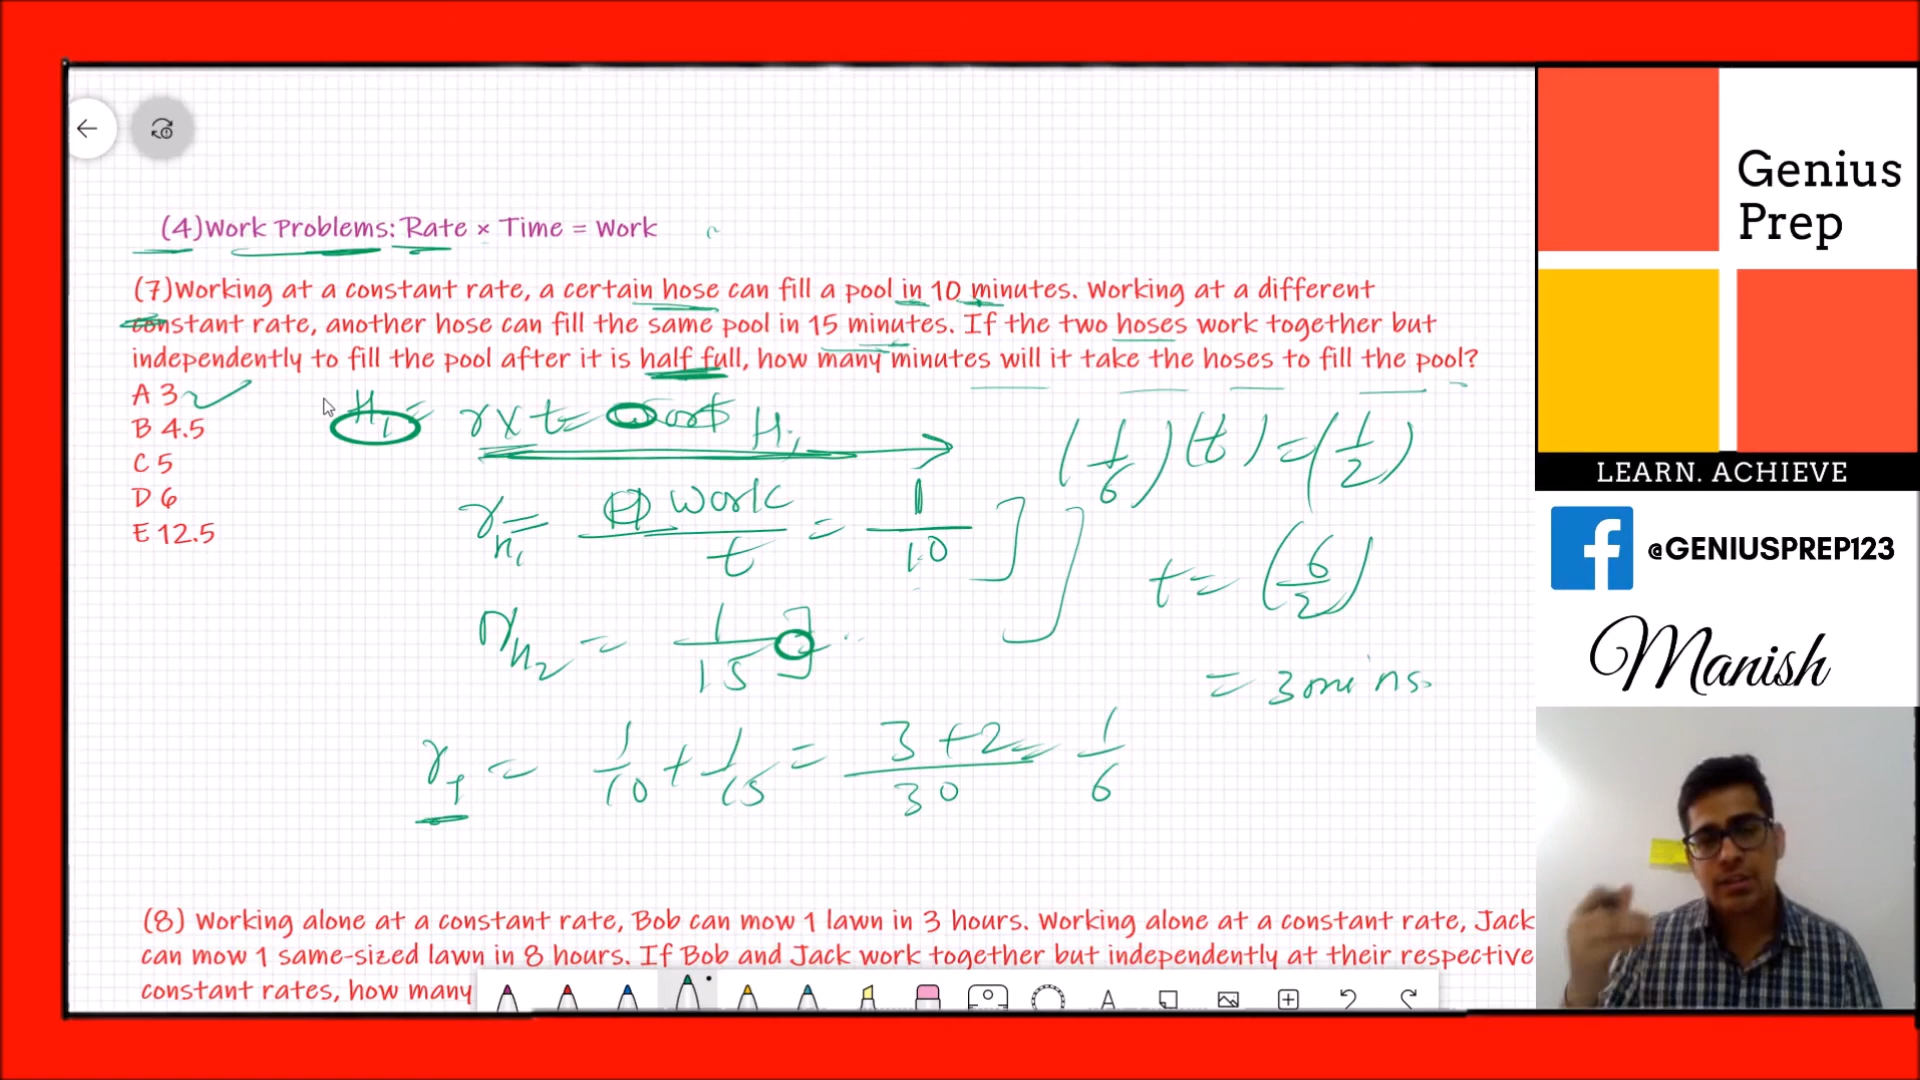 (4)Work Problems: Rate × Time = Work
(7)Working at a constant rate, a certain hose can fill a pool in 10 minutes. Working at a different
constant rate, another hose can fill the same pool in 15 minutes. If the two hoses work together but
independently to fill the pool after it is half full, how many minutes will it take the hoses to fill the pool?
A 3
B 4.5
C 5
D 6
E 12.5
H1 = r x t =
H1
(1/6)(t) = (1/2)
r h1 = work/t = 1/10
t = (6/2)
r h2 = 1/15
= 3 mins.
rT = 1/10 + 1/15 = 3+2/30 = 1/6
(8) Working alone at a constant rate, Bob can mow 1 lawn in 3 hours. Working alone at a constant rate, Jack
can mow 1 same-sized lawn in 8 hours. If Bob and Jack work together but independently at their respective
constant rates, how many
Genius
Prep
LEARN. ACHIEVE
@GENIUSPREP123
Manish